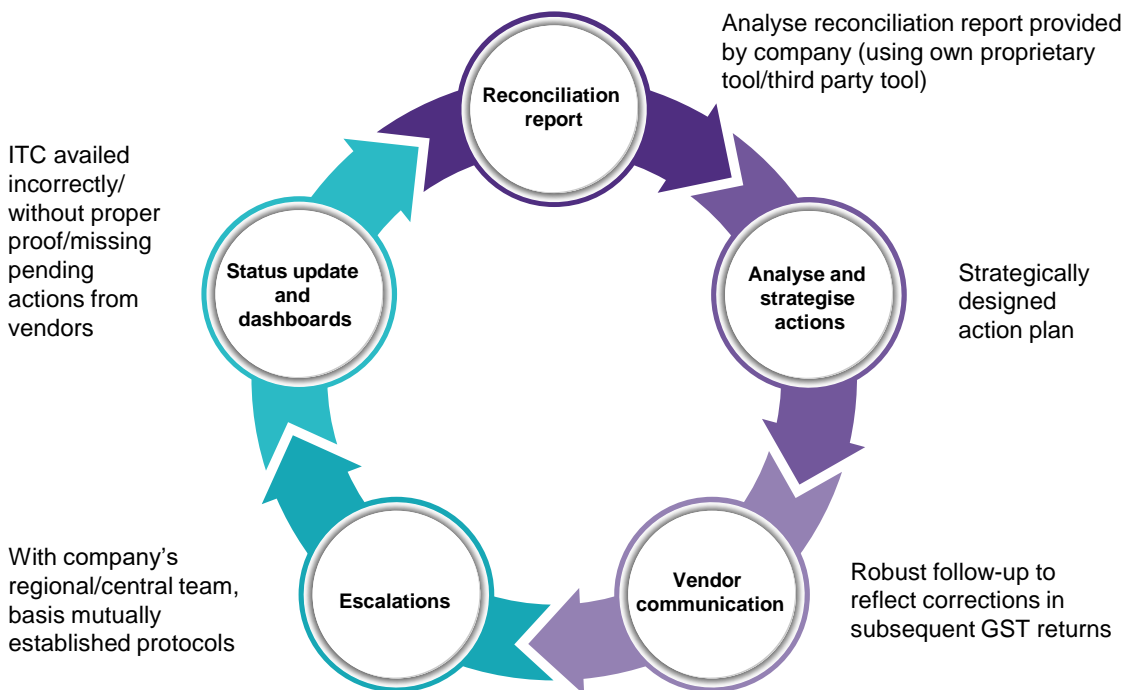 Reconciliation
report
Analyse reconciliation report provided
by company (using own proprietary
tool/third party tool)
Analyse and
strategise
actions
Strategically
designed
action plan
Vendor
communication
Robust follow-up to
reflect corrections in
subsequent GST returns
Escalations
With company’s
regional/central team,
basis mutually
established protocols
Status update
and
dashboards
ITC availed
incorrectly/
without proper
proof/missing
pending
actions from
vendors